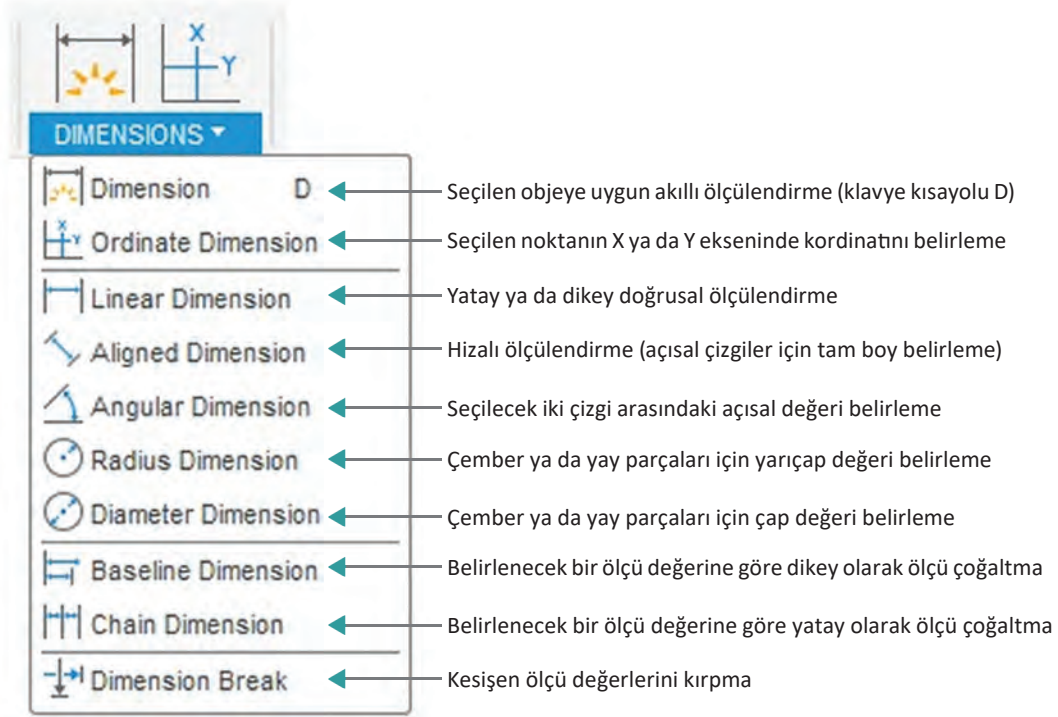 X
Y
DIMENSIONS
Dimension D Seçilen objeye uygun akıllı ölçülendirme (klavye kısayolu D)
X
Y
Ordinate Dimension Seçilen noktanın X ya da Y ekseninde kordinatını belirleme
Linear Dimension Yatay ya da dikey doğrusal ölçülendirme
Aligned Dimension Hizalı ölçülendirme (açısal çizgiler için tam boy belirleme)
Angular Dimension Seçilecek iki çizgi arasındaki açısal değeri belirleme
Radius Dimension Çember ya da yay parçaları için yarıçap değeri belirleme
Diameter Dimension Çember ya da yay parçaları için çap değeri belirleme
Baseline Dimension Belirlenecek bir ölçü değerine göre dikey olarak ölçü çoğaltma
Chain Dimension Belirlenecek bir ölçü değerine göre yatay olarak ölçü çoğaltma
Dimension Break Kesişen ölçü değerlerini kırpma